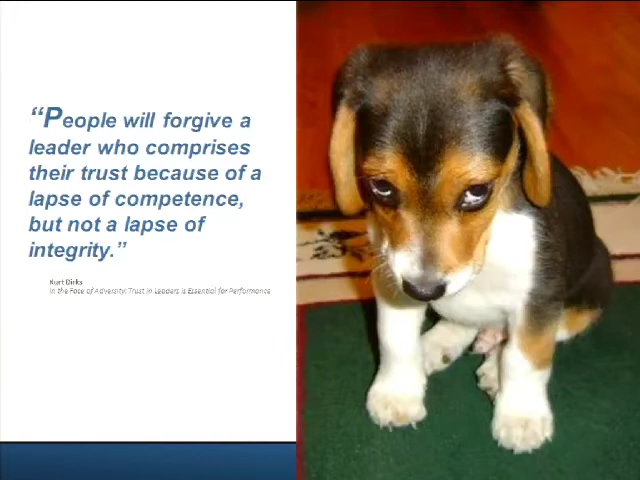 “People will forgive a
leader who comprises
their trust because of a
lapse of competence,
but not a lapse of
integrity.”
Kurt Dirks
In the Face of Adversity: Trust in Leaders is Essential for Performance